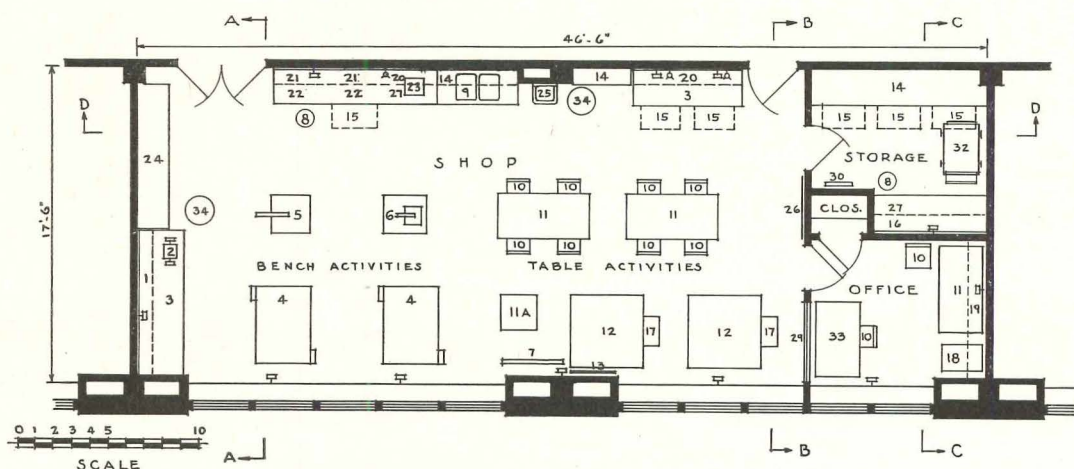 A B C
46'-6"
21 21 20 14 14 20 14
22 22 27 23 9 25 3
D 34 D
8 15 15 15 15 15 15
24 SHOP STORAGE 32
17'-6" 30 8
34 5 6 10 10 10 10 26 CLOS. 27
11 11 16
2 10 10 10 10
BENCH ACTIVITIES TABLE ACTIVITIES 10
1 3 4 4 OFFICE 11 19
11A 12 17 12 17 29 33 10
7 13 18
0 1 2 3 4 5 10
SCALE
A B C